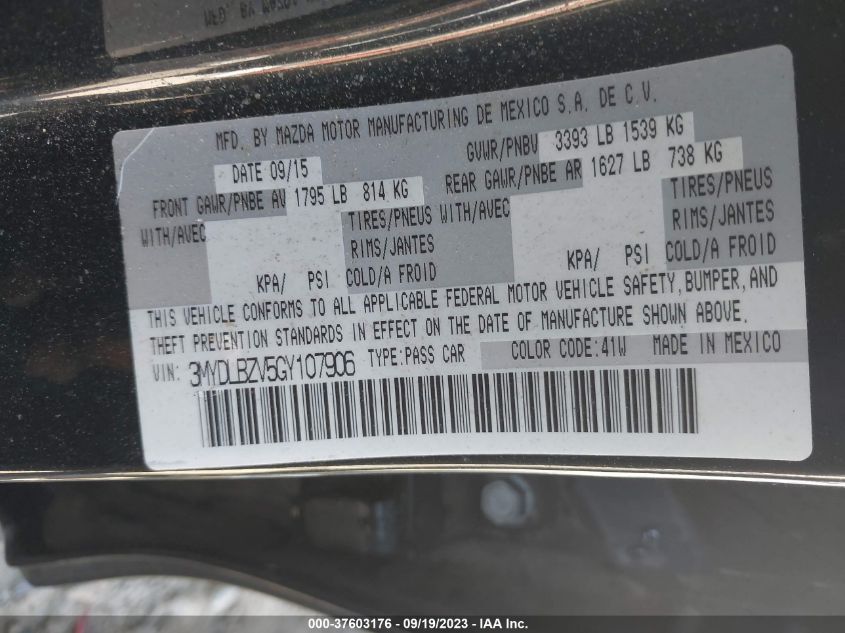 MFD. BY MAZDA MOTOR MANUFACTURING DE MEXICO S.A. DE C.V.
DATE 09/15 GVWR/PNBV 3393 LB 1539 KG
FRONT GAWR/PNBE AV 1795 LB 814 KG REAR GAWR/PNBE AR 1627 LB 738 KG
WITH/AVEC TIRES/PNEUS WITH/AVEC TIRES/PNEUS
RIMS/JANTES RIMS/JANTES
KPA/ PSI COLD/A FROID KPA/ PSI COLD/A FROID
THIS VEHICLE CONFORMS TO ALL APPLICABLE FEDERAL MOTOR VEHICLE SAFETY, BUMPER, AND
THEFT PREVENTION STANDARDS IN EFFECT ON THE DATE OF MANUFACTURE SHOWN ABOVE.
VIN: 3MYDLBZV5GY107906 TYPE:PASS CAR COLOR CODE:41W MADE IN MEXICO
000-37603176 - 09/19/2023 - IAA Inc.